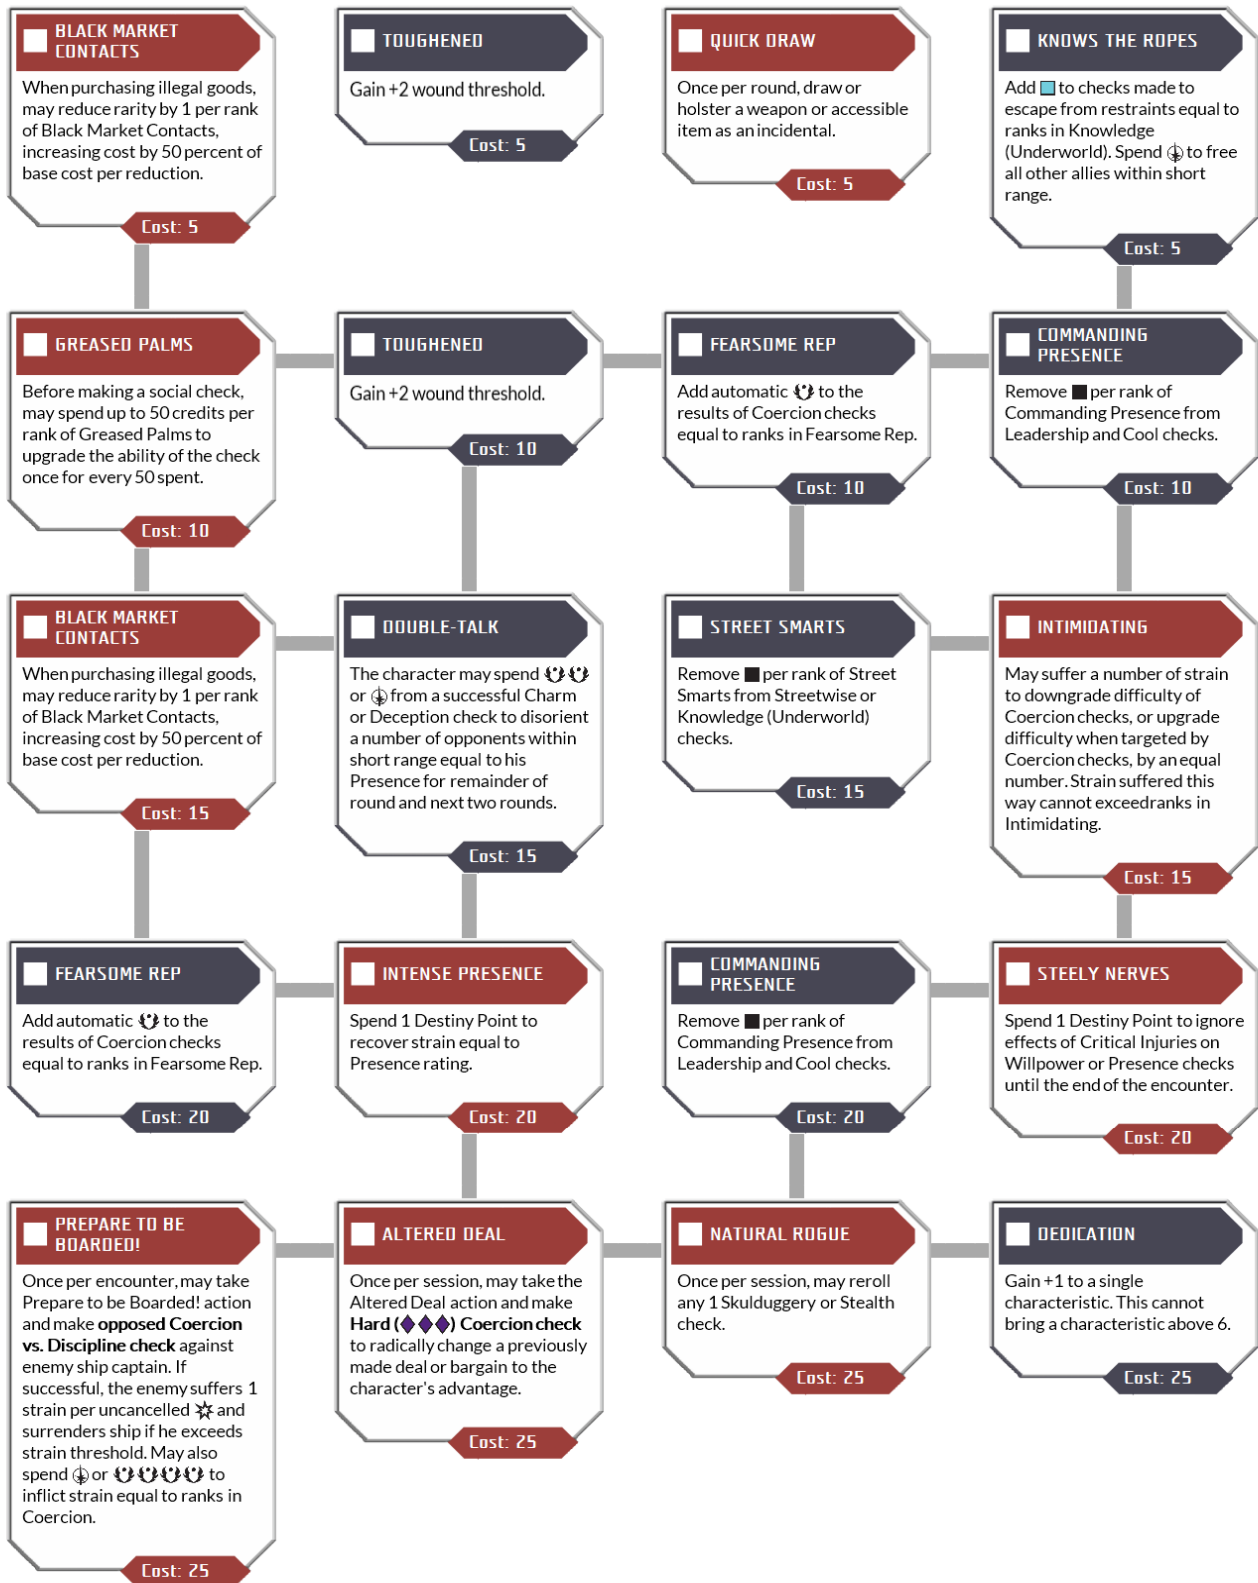 BLACK MARKET
CONTACTS
When purchasing illegal goods,
may reduce rarity by 1 per rank
of Black Market Contacts,
increasing cost by 50 percent of
base cost per reduction.
Cost: 5
TOUGHENED
Gain +2 wound threshold.
Cost: 5
QUICK DRAW
Once per round, draw or
holster a weapon or accessible
item as an incidental.
Cost: 5
KNOWS THE ROPES
Add to checks made to
escape from restraints equal to
ranks in Knowledge
(Underworld). Spend to free
all other allies within short
range.
Cost: 5
GREASED PALMS
Before making a social check,
may spend up to 50 credits per
rank of Greased Palms to
upgrade the ability of the check
once for every 50 spent.
Cost: 10
TOUGHENED
Gain +2 wound threshold.
Cost: 10
FEARSOME REP
Add automatic to the
results of Coercion checks
equal to ranks in Fearsome Rep.
Cost: 10
COMMANDING
PRESENCE
Remove per rank of
Commanding Presence from
Leadership and Cool checks.
Cost: 10
BLACK MARKET
CONTACTS
When purchasing illegal goods,
may reduce rarity by 1 per rank
of Black Market Contacts,
increasing cost by 50 percent of
base cost per reduction.
Cost: 15
DOUBLE-TALK
The character may spend
or from a successful Charm
or Deception check to disorient
a number of opponents within
short range equal to his
Presence for remainder of
round and next two rounds.
Cost: 15
STREET SMARTS
Remove per rank of Street
Smarts from Streetwise or
Knowledge (Underworld)
checks.
Cost: 15
INTIMIDATING
May suffer a number of strain
to downgrade difficulty of
Coercion checks, or upgrade
difficulty when targeted by
Coercion checks, by an equal
number. Strain suffered this
way cannot exceedranks in
Intimidating.
Cost: 15
FEARSOME REP
Add automatic to the
results of Coercion checks
equal to ranks in Fearsome Rep.
Cost: 20
INTENSE PRESENCE
Spend 1 Destiny Point to
recover strain equal to
Presence rating.
Cost: 20
COMMANDING
PRESENCE
Remove per rank of
Commanding Presence from
Leadership and Cool checks.
Cost: 20
STEELY NERVES
Spend 1 Destiny Point to ignore
effects of Critical Injuries on
Willpower or Presence checks
until the end of the encounter.
Cost: 20
PREPARE TO BE
BOARDED!
Once per encounter, may take
Prepare to be Boarded! action
and make opposed Coercion
vs. Discipline check against
enemy ship captain. If
successful, the enemy suffers 1
strain per uncancelled and
surrenders ship if he exceeds
strain threshold. May also
spend or to
inflict strain equal to ranks in
Coercion.
Cost: 25
ALTERED DEAL
Once per session, may take the
Altered Deal action and make
Hard (◆◆◆) Coercion check
to radically change a previously
made deal or bargain to the
character's advantage.
Cost: 25
NATURAL ROGUE
Once per session, may reroll
any 1 Skulduggery or Stealth
check.
Cost: 25
DEDICATION
Gain +1 to a single
characteristic. This cannot
bring a characteristic above 6.
Cost: 25